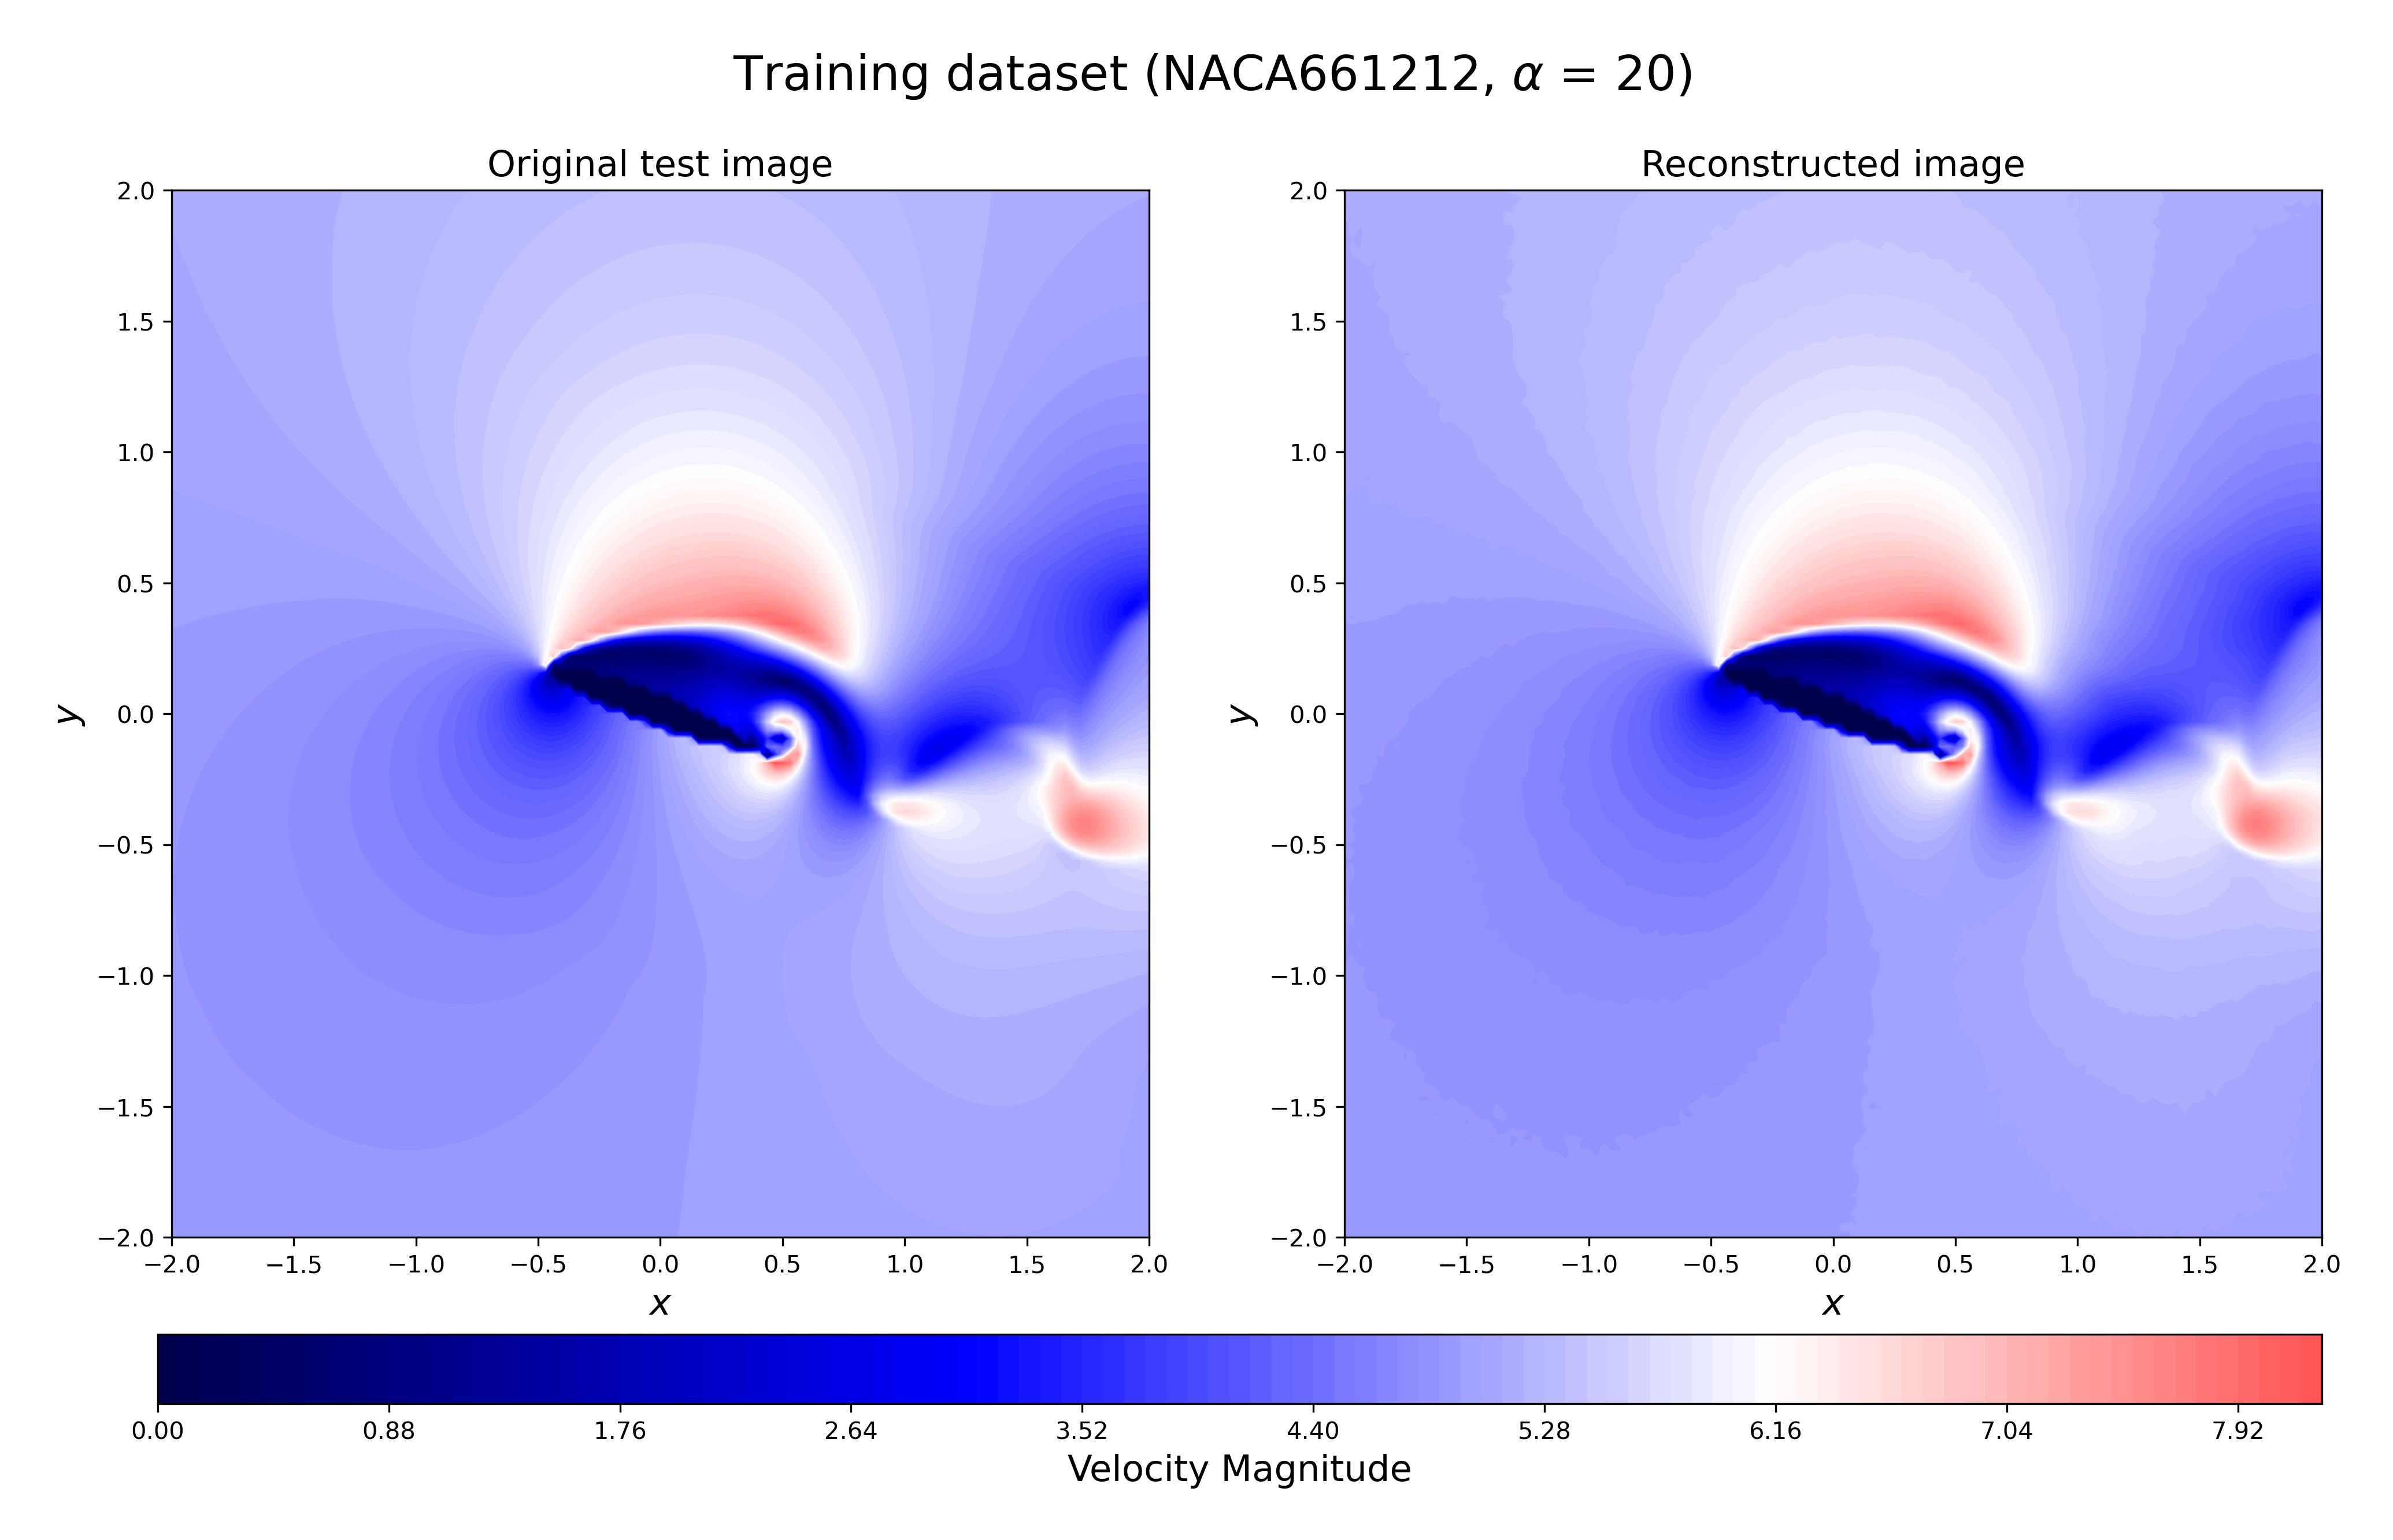 Training dataset (NACA661212, α = 20)
Original test image
Reconstructed image
2.0
1.5
1.0
0.5
0.0
−0.5
−1.0
−1.5
−2.0
y
−2.0 −1.5 −1.0 −0.5 0.0 0.5 1.0 1.5 2.0
x
2.0
1.5
1.0
0.5
0.0
−0.5
−1.0
−1.5
−2.0
y
−2.0 −1.5 −1.0 −0.5 0.0 0.5 1.0 1.5 2.0
x
0.00 0.88 1.76 2.64 3.52 4.40 5.28 6.16 7.04 7.92
Velocity Magnitude